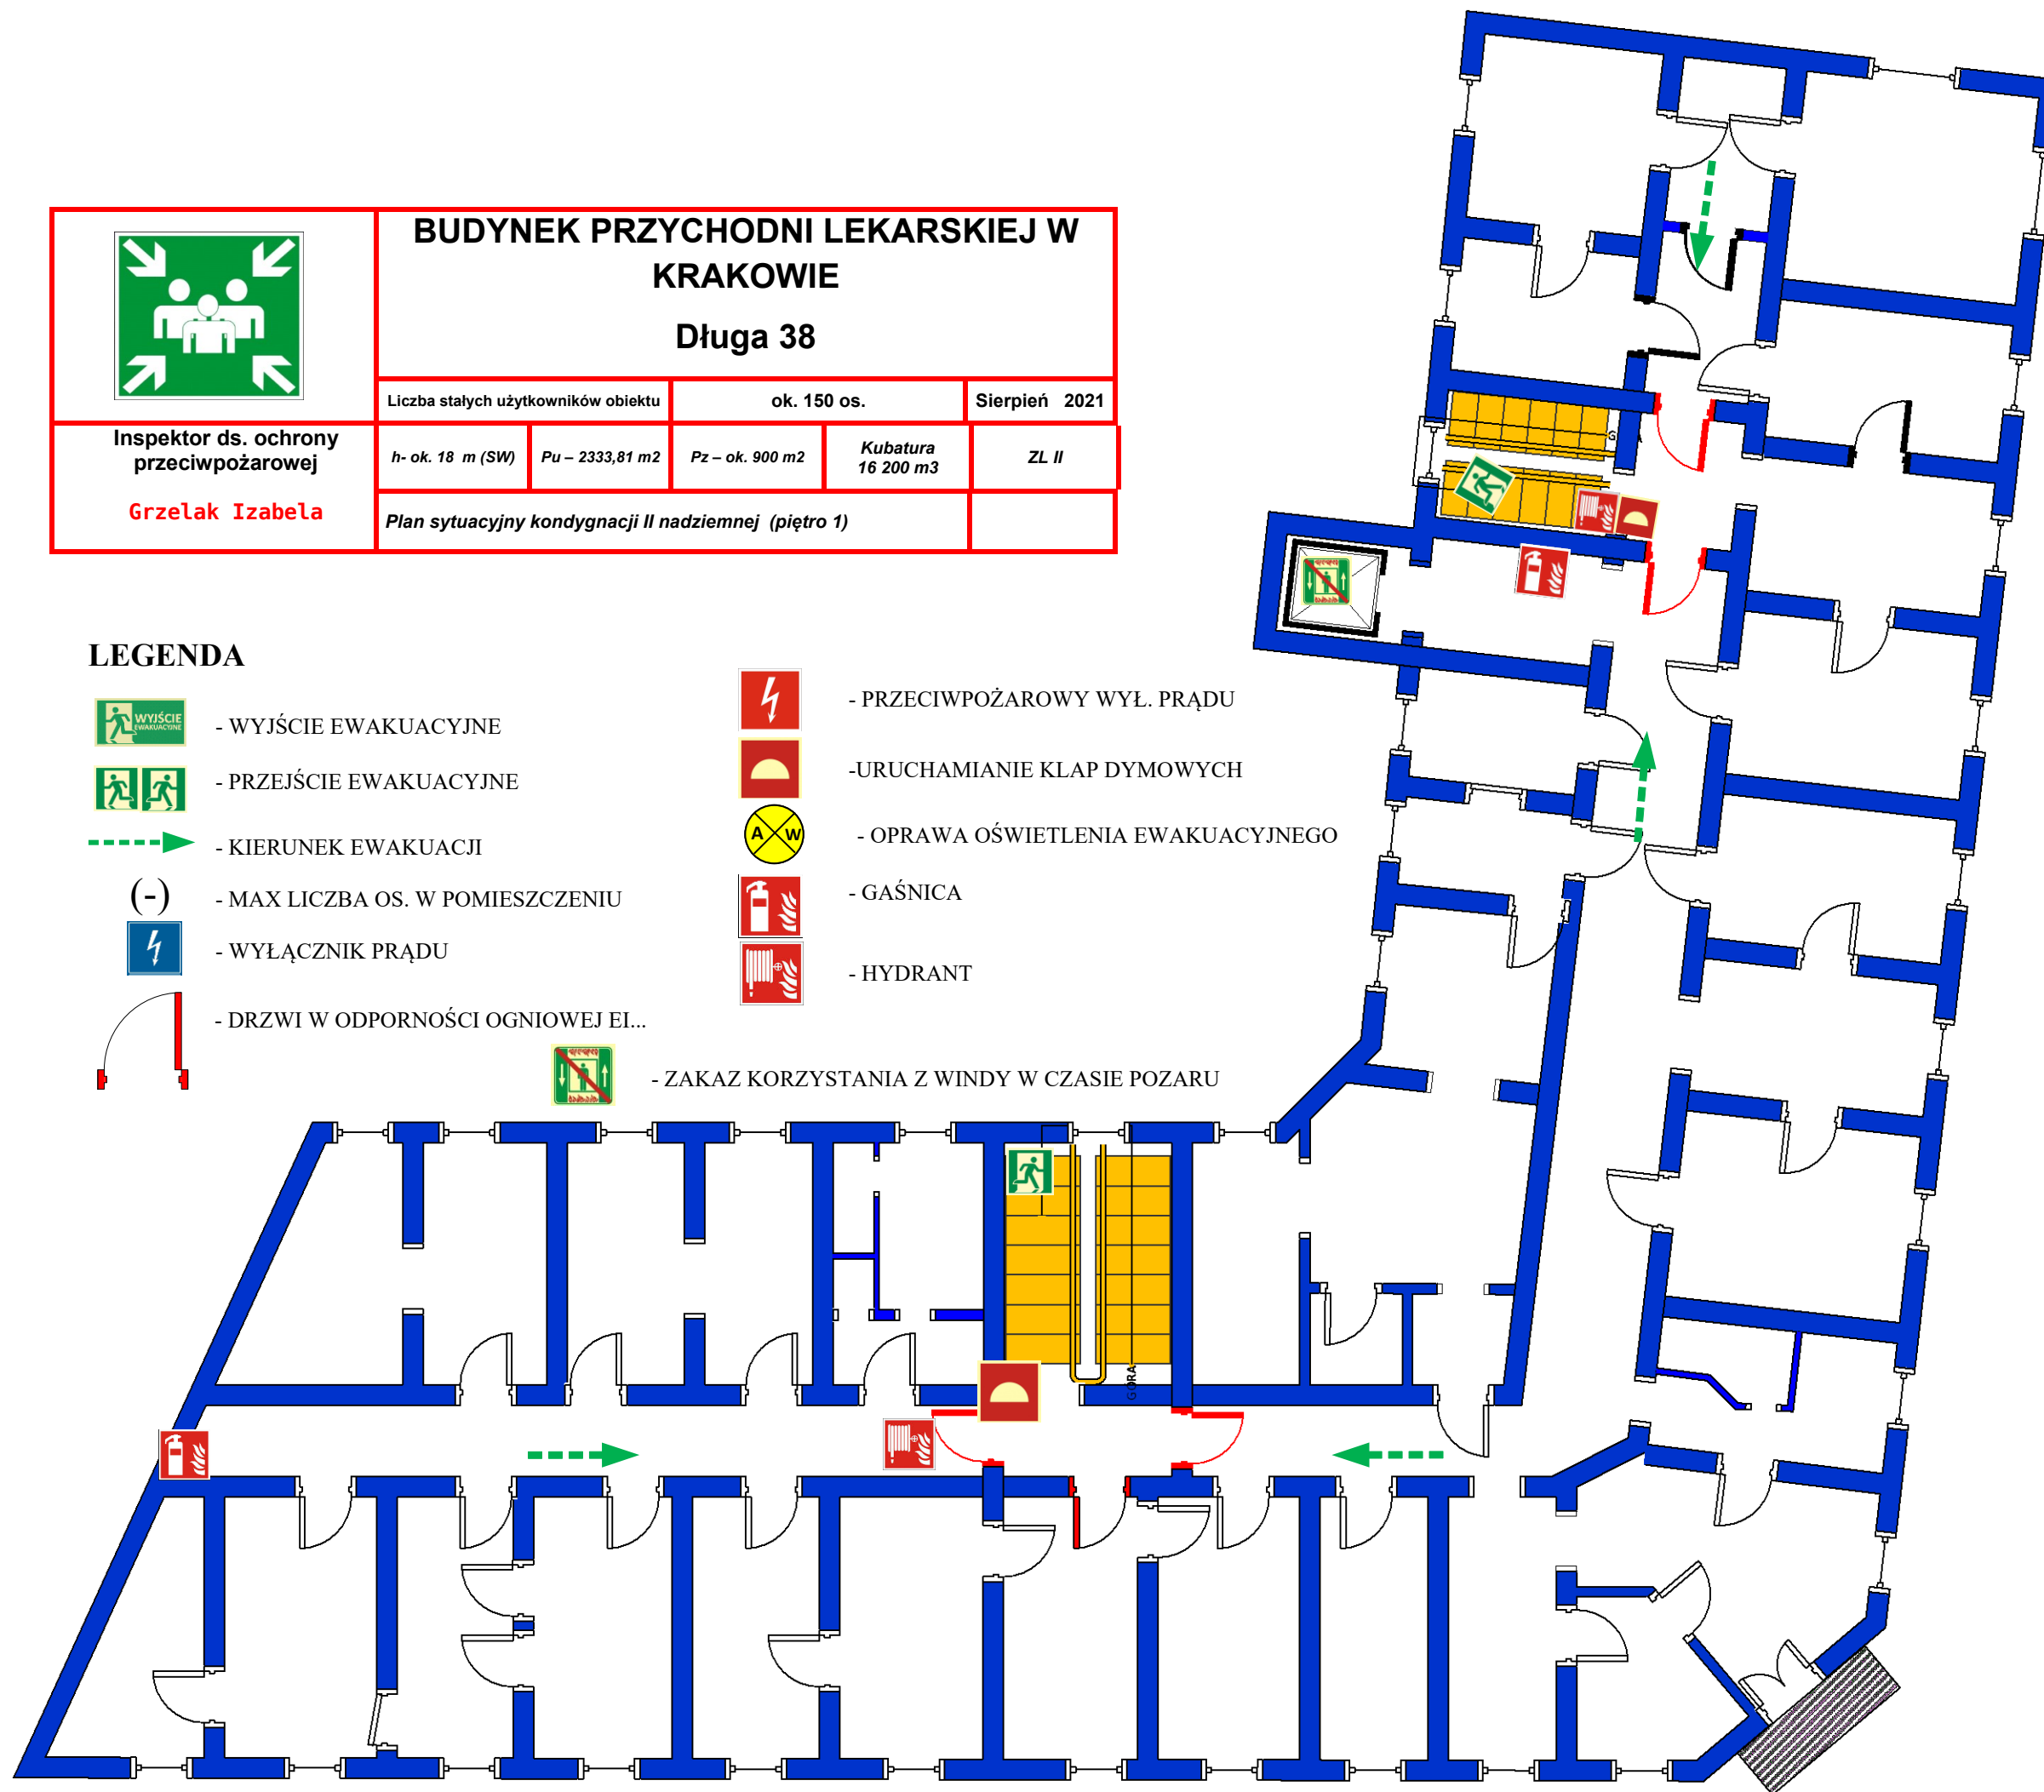 BUDYNEK PRZYCHODNI LEKARSKIEJ W
KRAKOWIE
Długa 38
Liczba stałych użytkowników obiektu
ok. 150 os.
Sierpień 2021
Inspektor ds. ochrony
przeciwpożarowej
Grzelak Izabela
h- ok. 18 m (SW)
Pu – 2333,81 m2
Pz – ok. 900 m2
Kubatura
16 200 m3
ZL II
Plan sytuacyjny kondygnacji II nadziemnej (piętro 1)
LEGENDA
WYJŚCIE
EWAKUACYJNE
- WYJŚCIE EWAKUACYJNE
- PRZEJŚCIE EWAKUACYJNE
- KIERUNEK EWAKUACJI
(-)
- MAX LICZBA OS. W POMIESZCZENIU
- WYŁĄCZNIK PRĄDU
- DRZWI W ODPORNOŚCI OGNIOWEJ EI...
- PRZECIWPOŻAROWY WYŁ. PRĄDU
-URUCHAMIANIE KLAP DYMOWYCH
A W
- OPRAWA OŚWIETLENIA EWAKUACYJNEGO
- GAŚNICA
- HYDRANT
- ZAKAZ KORZYSTANIA Z WINDY W CZASIE POZARU
GÓRA